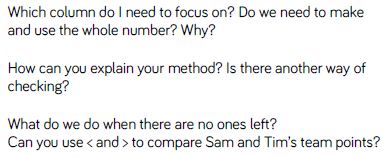 Which column do I need to focus on? Do we need to make
and use the whole number? Why?
How can you explain your method? Is there another way of
checking?
What do we do when there are no ones left?
Can you use < and > to compare Sam and Tim's team points?